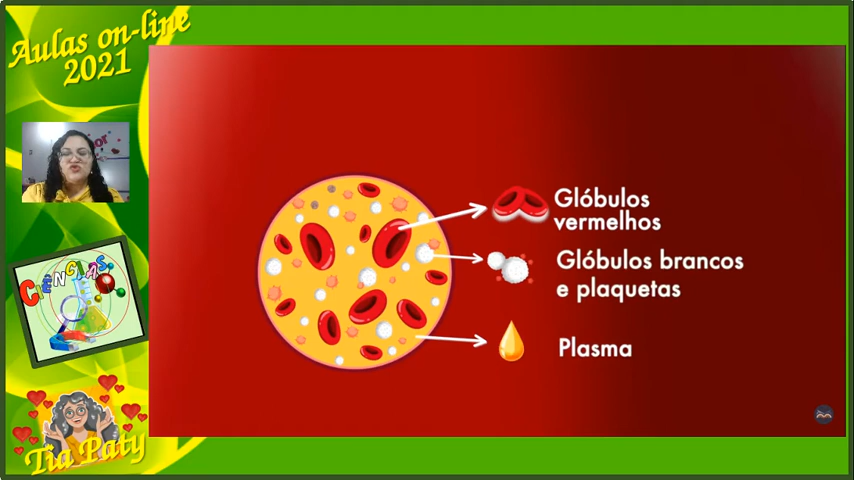 Aulas on-line
2021
CIÊNCIAS
Tia Paty
Glóbulos
vermelhos
Glóbulos brancos
e plaquetas
Plasma